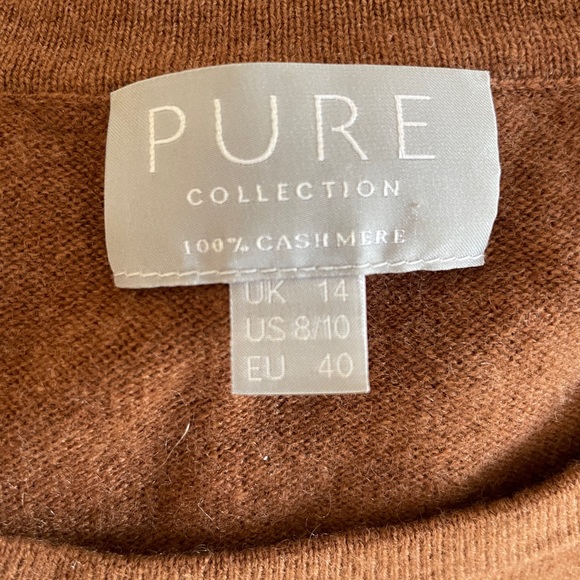 PURE
COLLECTION
100% CASHMERE
UK 14
US 8/10
EU 40